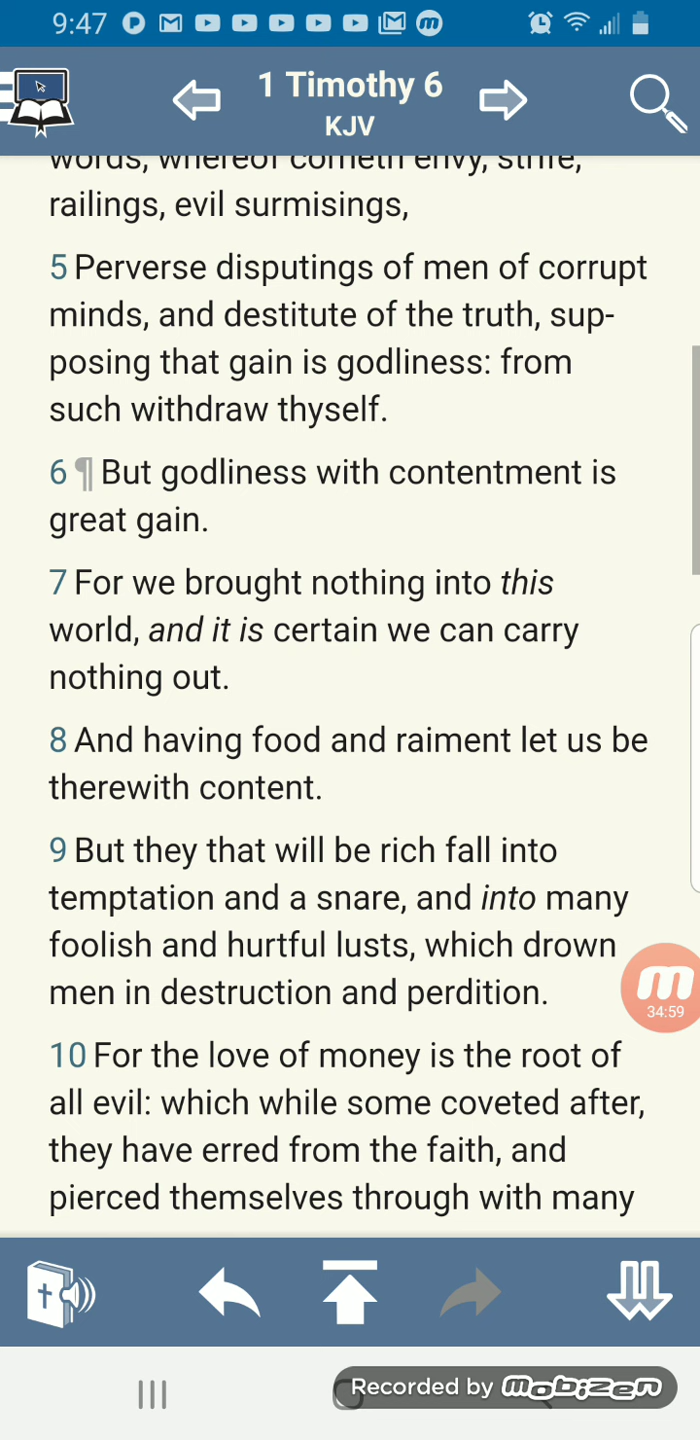 9:47
1 Timothy 6
KJV
words, whereof cometh envy, strife,
railings, evil surmisings,
5 Perverse disputings of men of corrupt
minds, and destitute of the truth, sup-
posing that gain is godliness: from
such withdraw thyself.
6 ¶ But godliness with contentment is
great gain.
7 For we brought nothing into this
world, and it is certain we can carry
nothing out.
8 And having food and raiment let us be
therewith content.
9 But they that will be rich fall into
temptation and a snare, and into many
foolish and hurtful lusts, which drown
men in destruction and perdition.
10 For the love of money is the root of
all evil: which while some coveted after,
they have erred from the faith, and
pierced themselves through with many
m
34:59
Recorded by mobizen